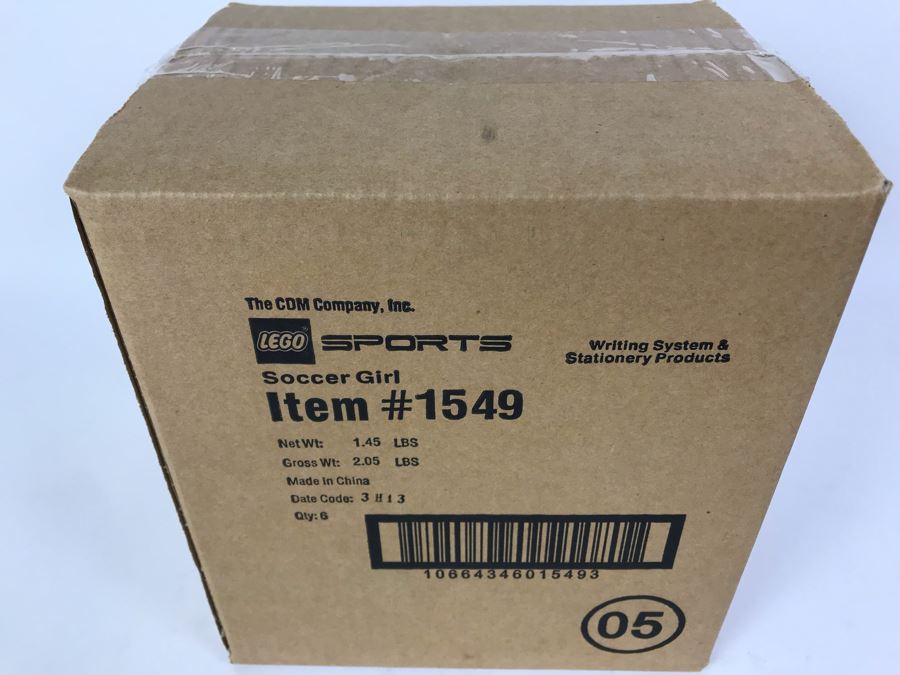 The CDM Company, Inc.
LEGO® SPORTS
Writing System &
Stationery Products
Soccer Girl
Item #1549
Net Wt: 1.45 LBS
Gross Wt: 2.05 LBS
Made In China
Date Code: 3 H 1 3
Qty: 6
10664346015493
05